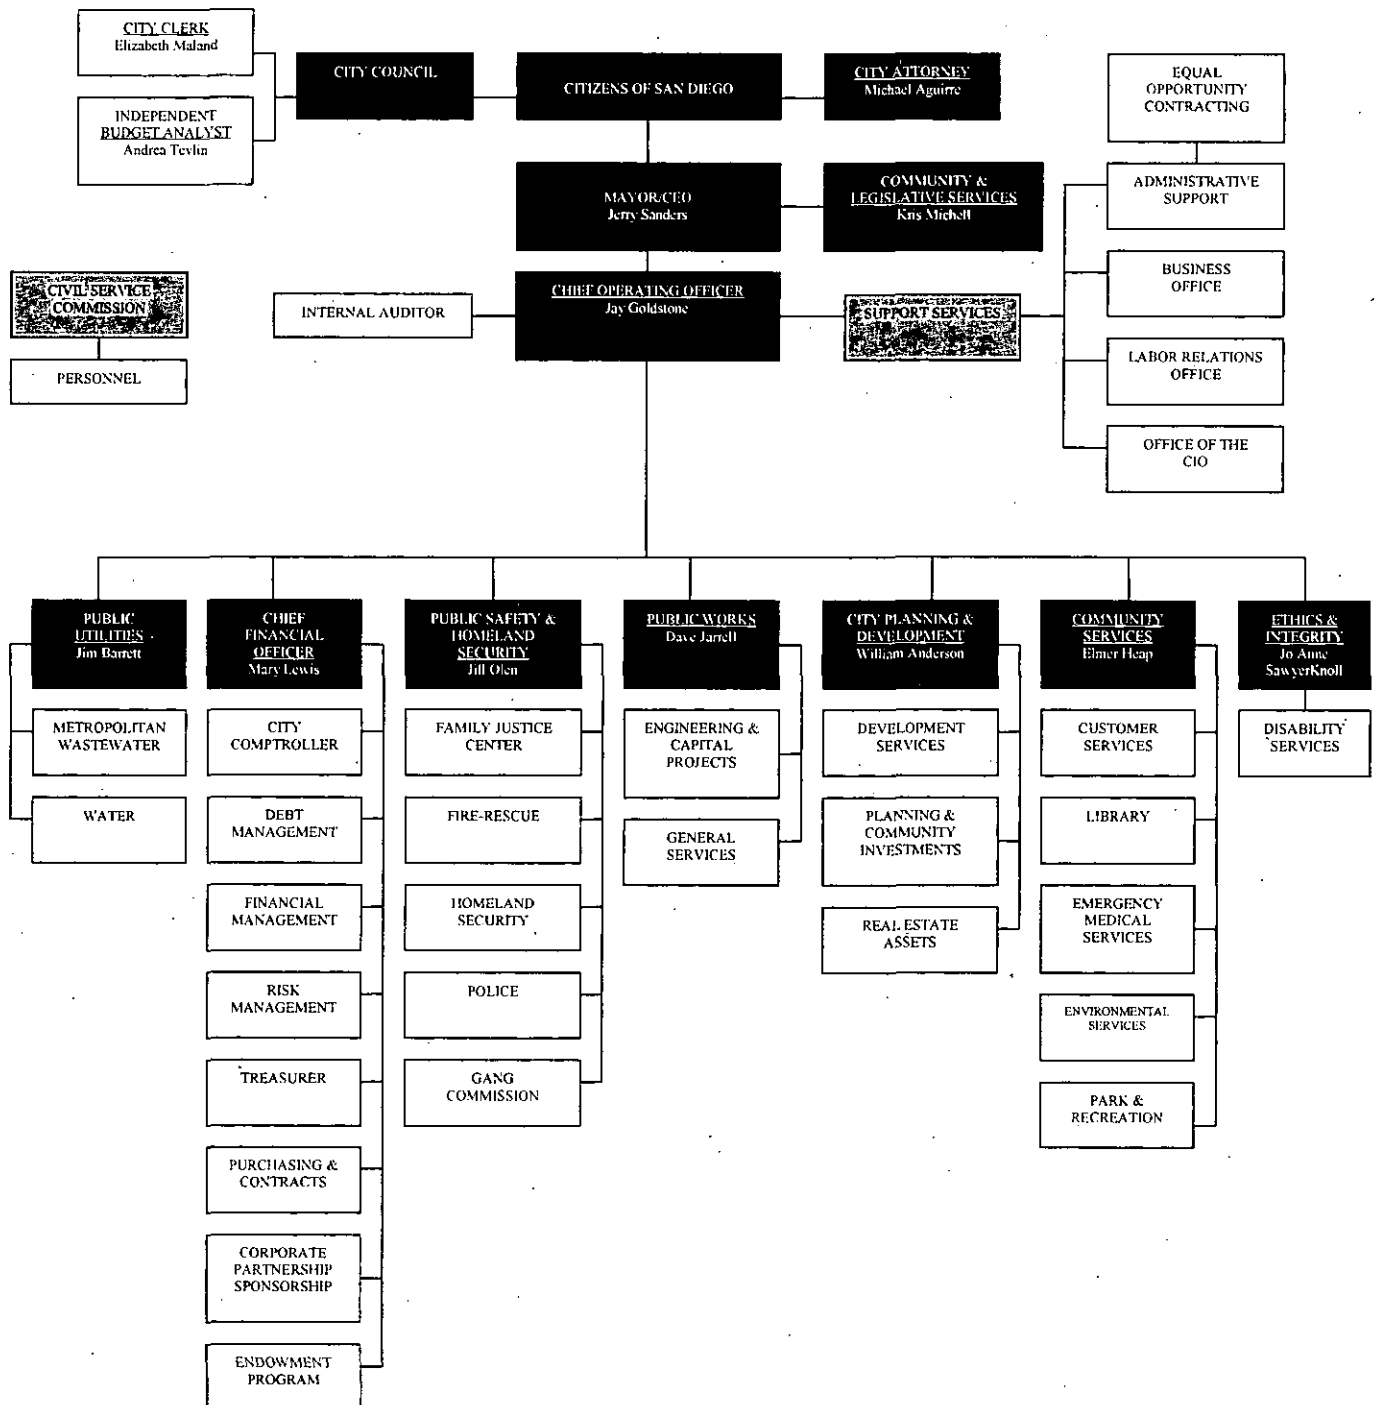 CITY CLERK
Elizabeth Maland
INDEPENDENT
BUDGET ANALYST
Andrea Tevlin
CITY COUNCIL
CITIZENS OF SAN DIEGO
CITY ATTORNEY
Michael Aguirre
EQUAL
OPPORTUNITY
CONTRACTING
MAYOR/CEO
Jerry Sanders
COMMUNITY &
LEGISLATIVE SERVICES
Kris Michell
ADMINISTRATIVE
SUPPORT
CIVIL SERVICE
COMMISSION
PERSONNEL
INTERNAL AUDITOR
CHIEF OPERATING OFFICER
Jay Goldstone
SUPPORT SERVICES
BUSINESS
OFFICE
LABOR RELATIONS
OFFICE
OFFICE OF THE
CIO
PUBLIC
UTILITIES
Jim Barrett
METROPOLITAN
WASTEWATER
WATER
CHIEF
FINANCIAL
OFFICER
Mary Lewis
CITY
COMPTROLLER
DEBT
MANAGEMENT
FINANCIAL
MANAGEMENT
RISK
MANAGEMENT
TREASURER
PURCHASING &
CONTRACTS
CORPORATE
PARTNERSHIP
SPONSORSHIP
ENDOWMENT
PROGRAM
PUBLIC SAFETY &
HOMELAND
SECURITY
Jill Olen
FAMILY JUSTICE
CENTER
FIRE-RESCUE
HOMELAND
SECURITY
POLICE
GANG
COMMISSION
PUBLIC WORKS
Dave Jarrell
ENGINEERING &
CAPITAL
PROJECTS
GENERAL
SERVICES
CITY PLANNING &
DEVELOPMENT
William Anderson
DEVELOPMENT
SERVICES
PLANNING &
COMMUNITY
INVESTMENTS
REAL ESTATE
ASSETS
COMMUNITY
SERVICES
Elmer Heap
CUSTOMER
SERVICES
LIBRARY
EMERGENCY
MEDICAL
SERVICES
ENVIRONMENTAL
SERVICES
PARK &
RECREATION
ETHICS &
INTEGRITY
Jo Anne
SawyerKnoll
DISABILITY
SERVICES